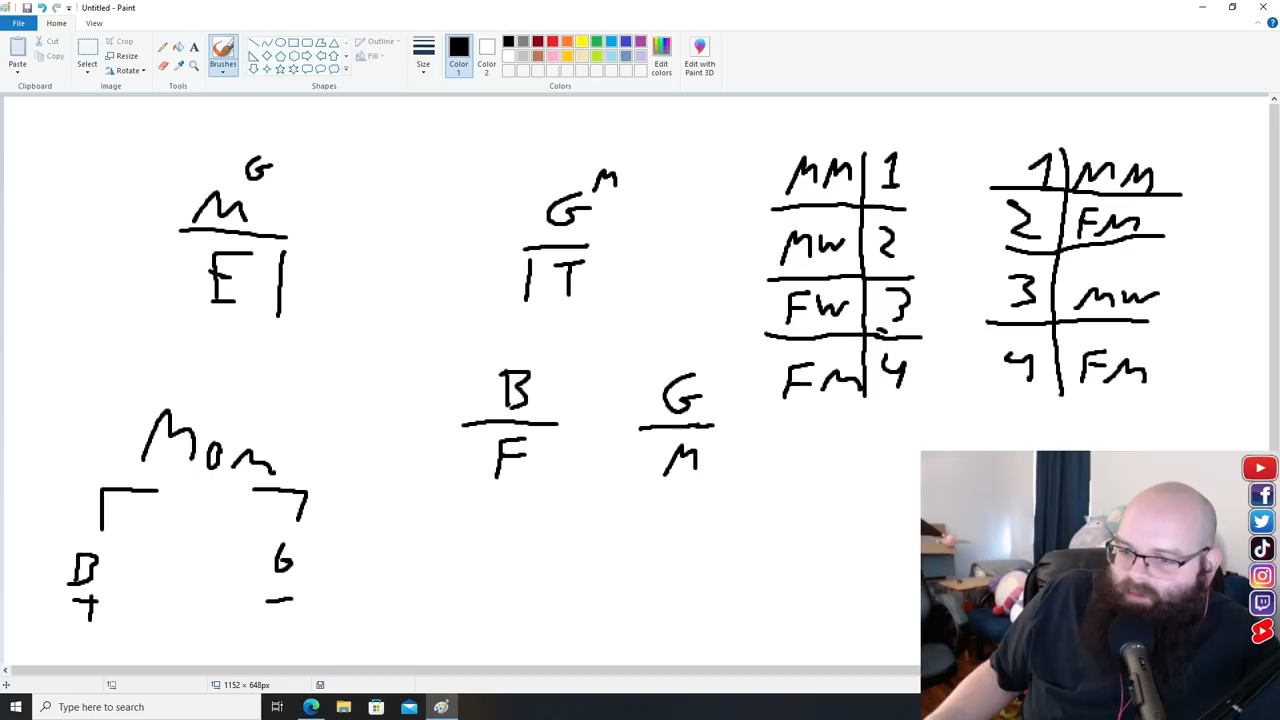 Untitled - Paint
File Home View
Paste
Cut
Copy
Clipboard
Select
Crop
Resize
Rotate
Image
Tools
Brushes
Shapes
Outline
Fill
Size
Color 1
Color 2
Edit colors
Colors
Edit with Paint 3D
M G
E
G M
T
MM 1
MW 2
FW 3
FM 4
1 MM
2 FM
3 MW
4 FM
B
F
G
M
Mom
B G
+ -
1152 × 648px
Type here to search